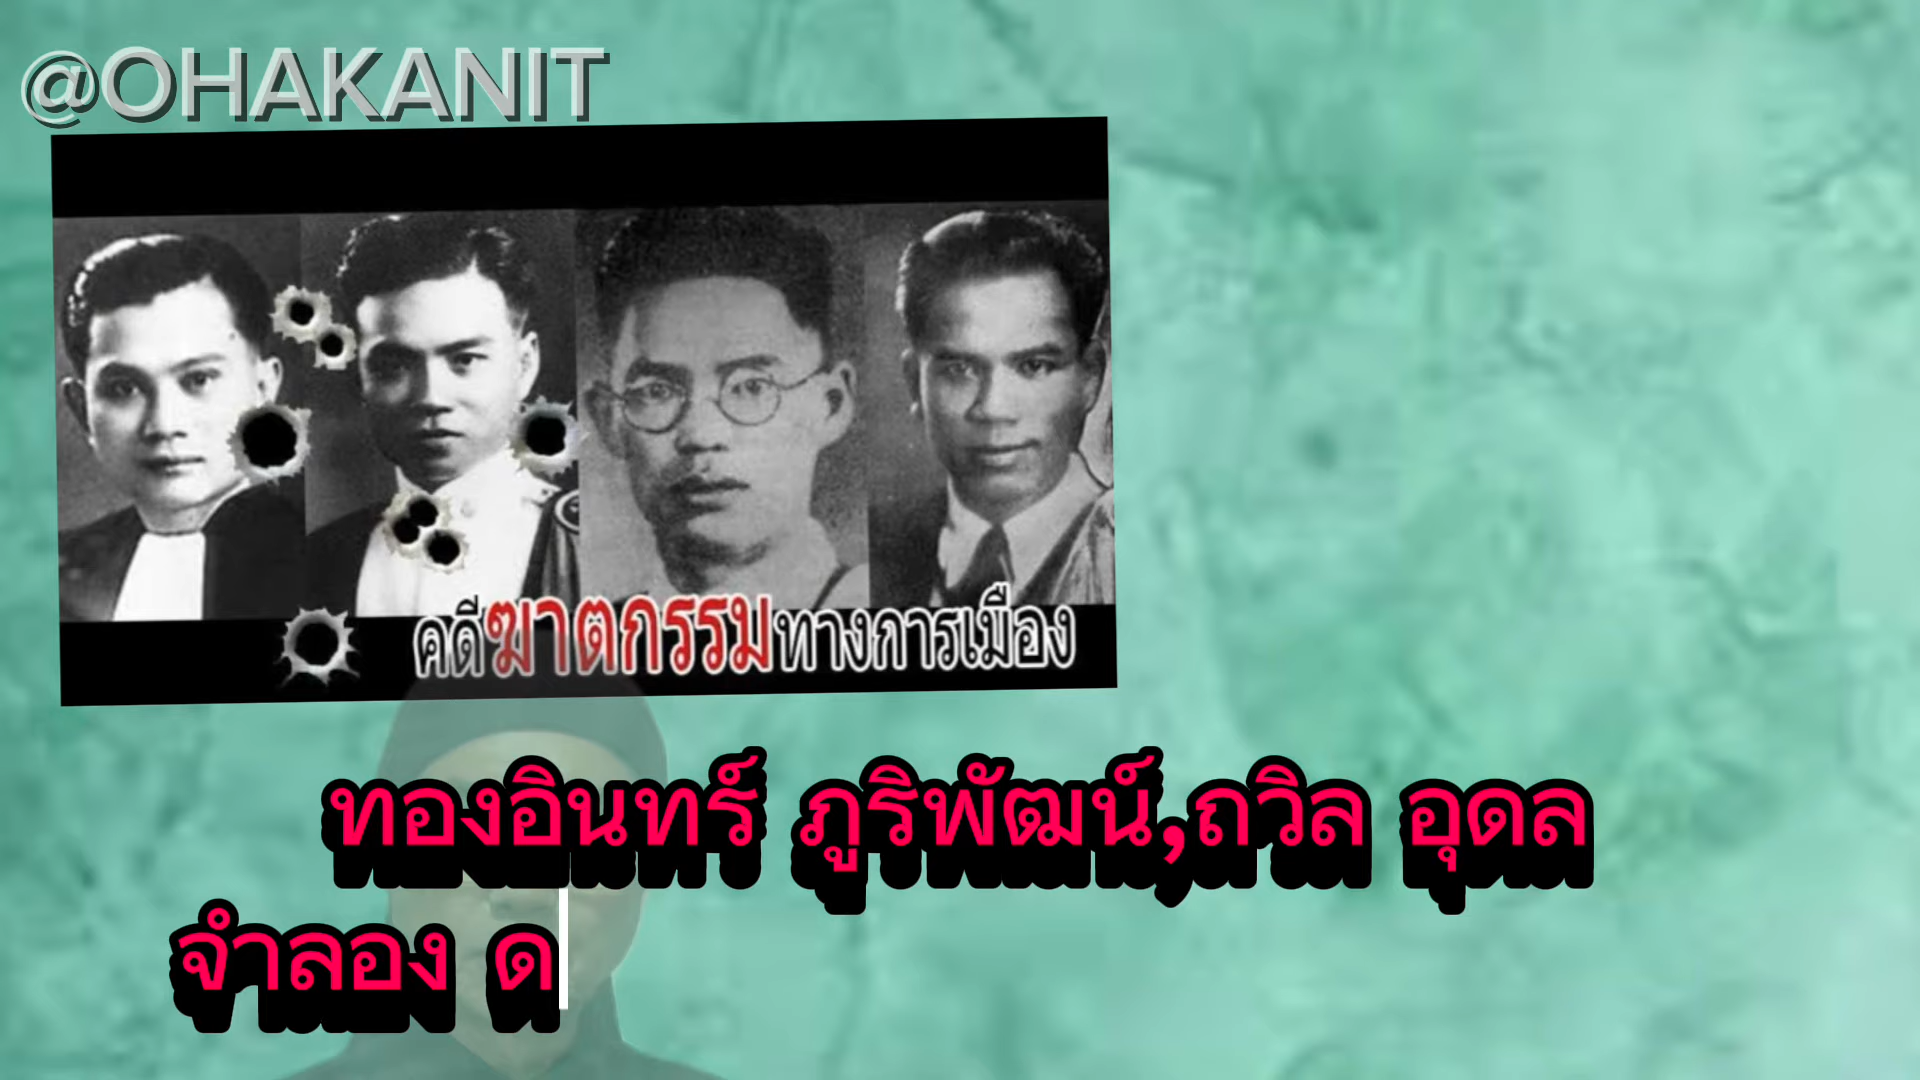 @OHAKANIT
คดีฆาตกรรมทางการเมือง
ทองอินทร์ ภูริพัฒน์,ถวิล อุดล
จำลอง ด